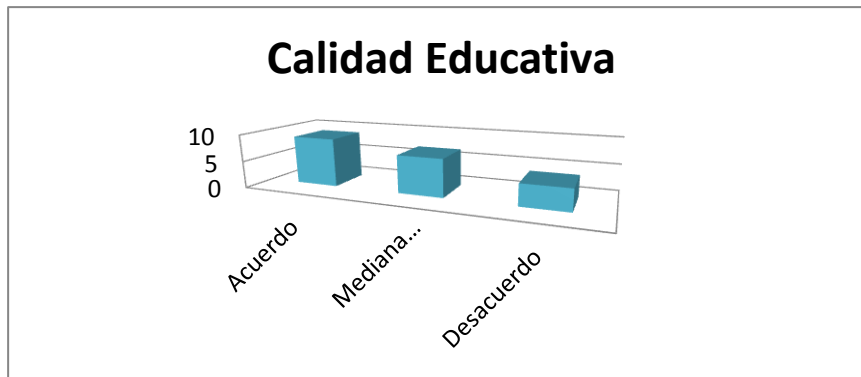 Calidad Educativa
10
5
0
Acuerdo
Mediana...
Desacuerdo